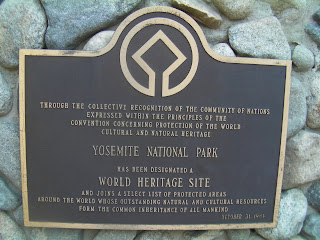 THROUGH THE COLLECTIVE RECOGNITION OF THE COMMUNITY OF NATIONS
EXPRESSED WITHIN THE PRINCIPLES OF THE
CONVENTION CONCERNING PROTECTION OF THE WORLD
CULTURAL AND NATURAL HERITAGE
YOSEMITE NATIONAL PARK
HAS BEEN DESIGNATED A
WORLD HERITAGE SITE
AND JOINS A SELECT LIST OF PROTECTED AREAS
AROUND THE WORLD WHOSE OUTSTANDING NATURAL AND CULTURAL RESOURCES
FORM THE COMMON INHERITANCE OF ALL MANKIND
OCTOBER 31,